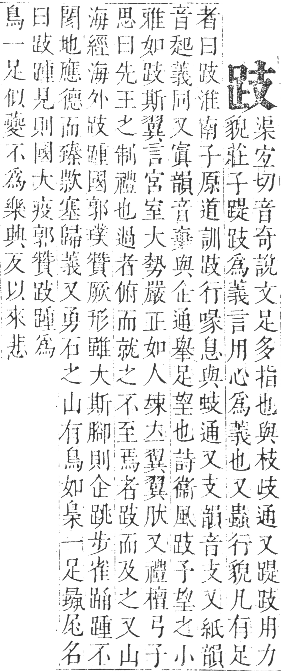 跂
渠宐切音奇說文足多指也與枝歧通又踶跂用力
貌莊子踶跂爲義言用心爲義也又蟲行貌凡有足
者曰跂淮南子原道訓跂行喙息與蚑通又支韻音支又紙韻
音起義同又寘韻音棄與企通舉足望也詩衞風跂予望之小
雅如跂斯翼言宮室大勢嚴正如人竦立翼翼肰又禮檀弓子
思曰先王之制禮也過者俯而就之不至焉者跂而及之又山
海經海外跂踵國郭璞贊厥形雖大斯腳則企跳步雀踊踵不
閡地應德而臻款塞歸義又勇石之山有鳥如梟一足彘尾名
曰跂踵見則國大疫郭贊跂踵爲
鳥一足似夔不爲樂興反以來悲